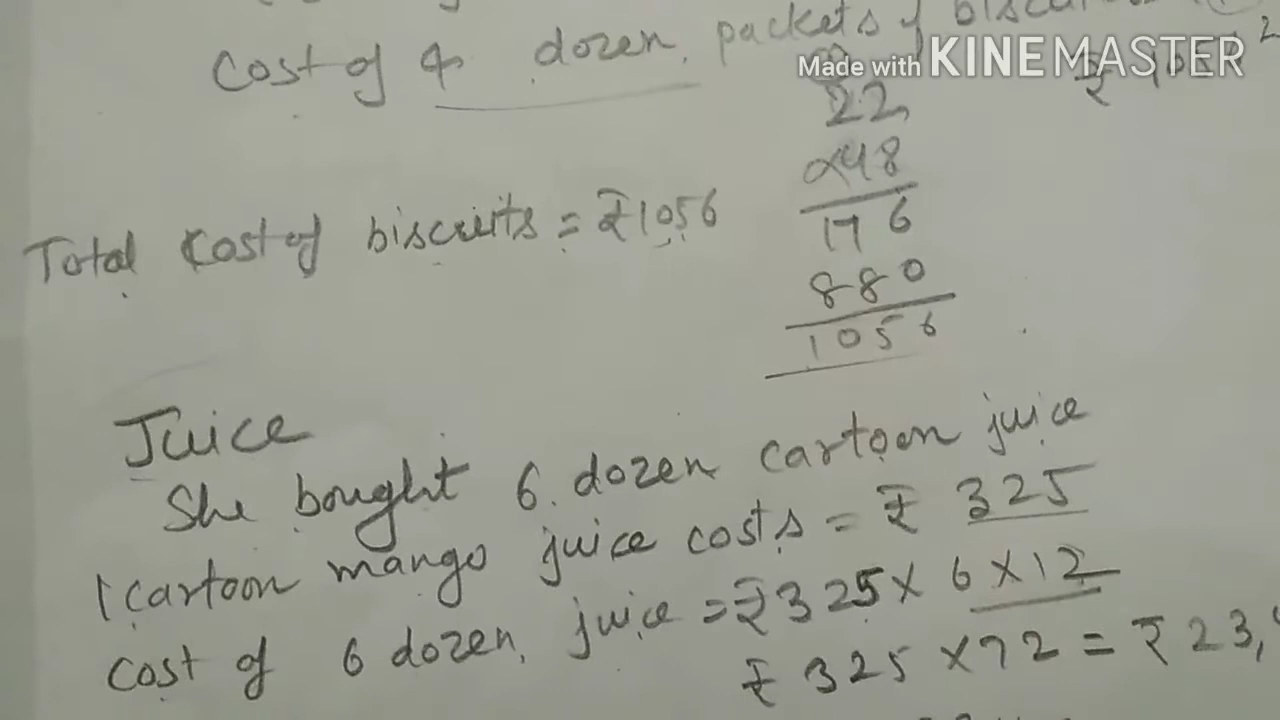 Cost of 4 dozen packets of biscuits
Made with KINEMASTER
22
x48
176
880
1056
Total cost of biscuits = ₹1056
Juice
She bought 6 dozen cartoon juice
1 cartoon mango juice costs = ₹ 325
cost of 6 dozen juice = ₹325 x 6 x 12
₹ 325 x 72 = ₹ 23,